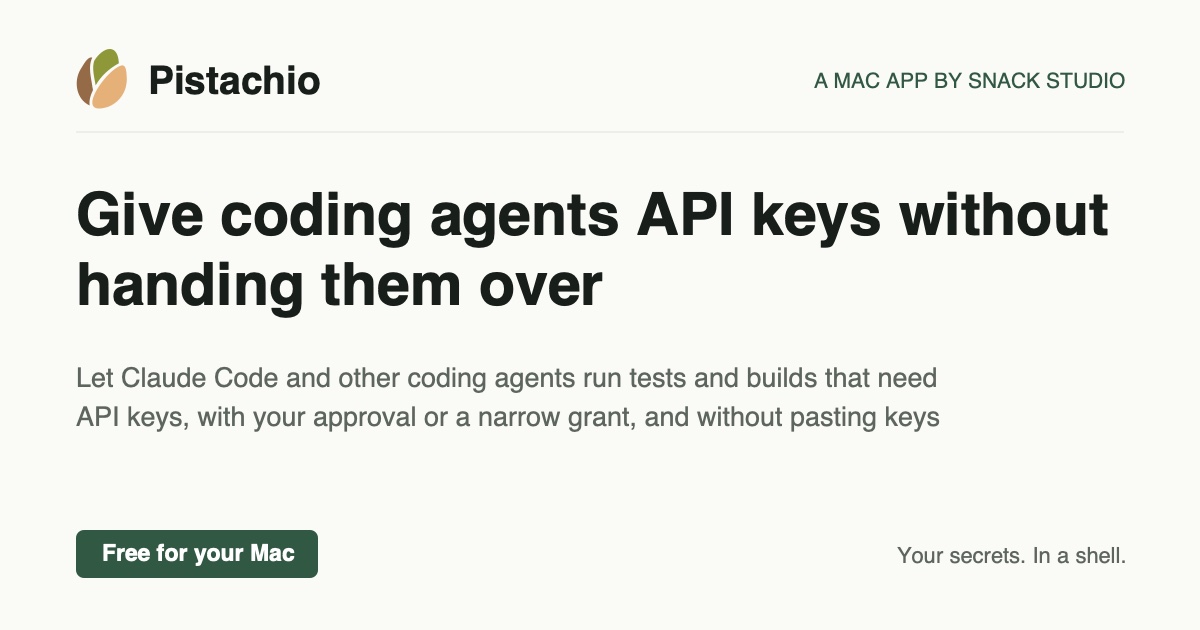 Pistachio
A MAC APP BY SNACK STUDIO
Give coding agents API keys without
handing them over
Let Claude Code and other coding agents run tests and builds that need
API keys, with your approval or a narrow grant, and without pasting keys
Free for your Mac
Your secrets. In a shell.